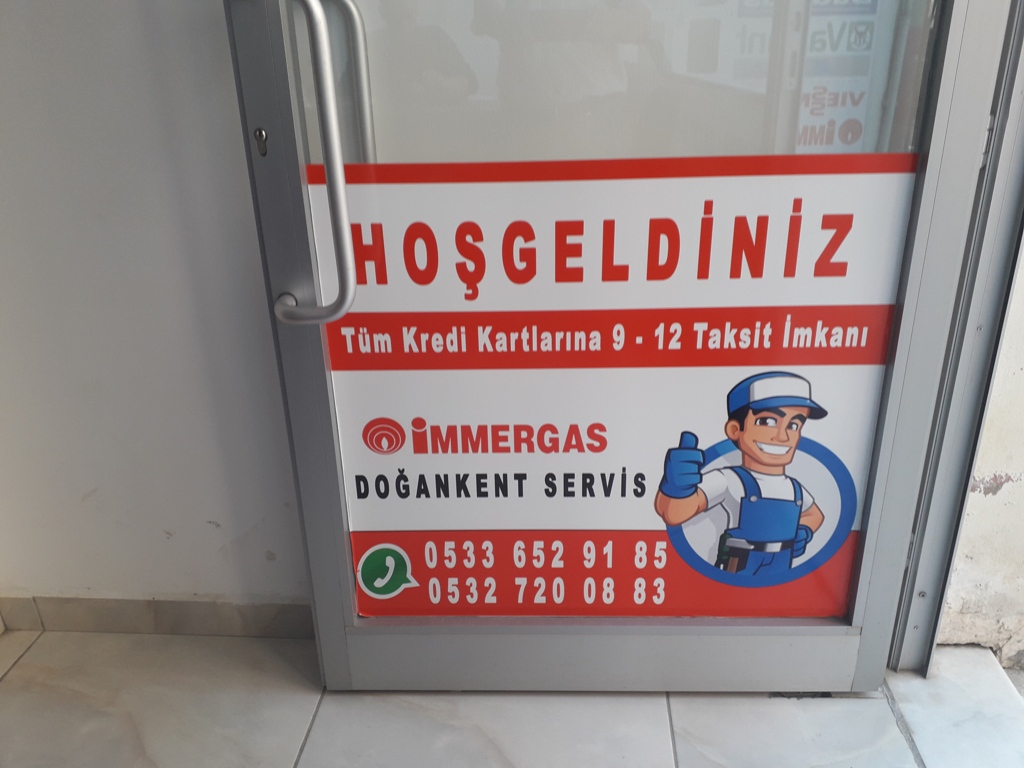 HOŞGELDİNİZ
Tüm Kredi Kartlarına 9 - 12 Taksit İmkanı
İMMERGAS
DOĞANKENT SERVİS
0533 652 91 85
0532 720 08 83